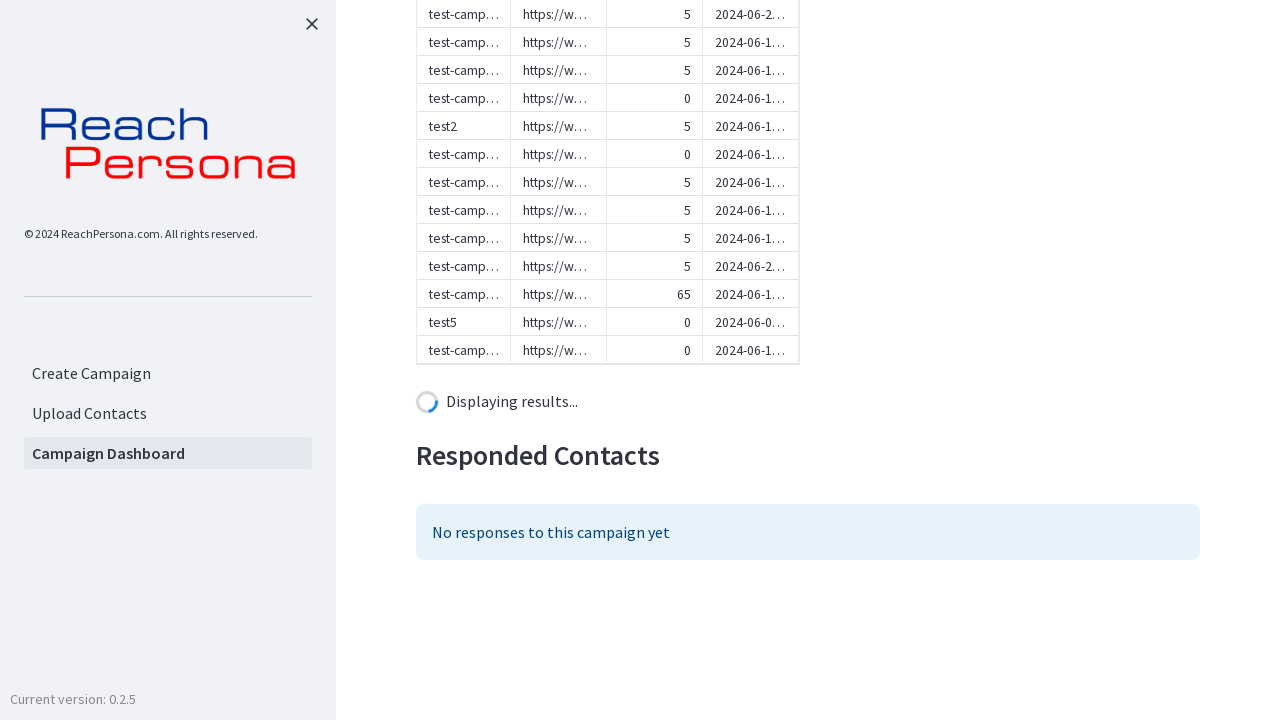 Reach
Persona
© 2024 ReachPersona.com. All rights reserved.
Create Campaign
Upload Contacts
Campaign Dashboard
Current version: 0.2.5
test-camp… https://w… 5 2024-06-2…
test-camp… https://w… 5 2024-06-1…
test-camp… https://w… 5 2024-06-1…
test-camp… https://w… 0 2024-06-1…
test2 https://w… 5 2024-06-1…
test-camp… https://w… 0 2024-06-1…
test-camp… https://w… 5 2024-06-1…
test-camp… https://w… 5 2024-06-1…
test-camp… https://w… 5 2024-06-1…
test-camp… https://w… 5 2024-06-2…
test-camp… https://w… 65 2024-06-1…
test5 https://w… 0 2024-06-0…
test-camp… https://w… 0 2024-06-1…
Displaying results...
Responded Contacts
No responses to this campaign yet